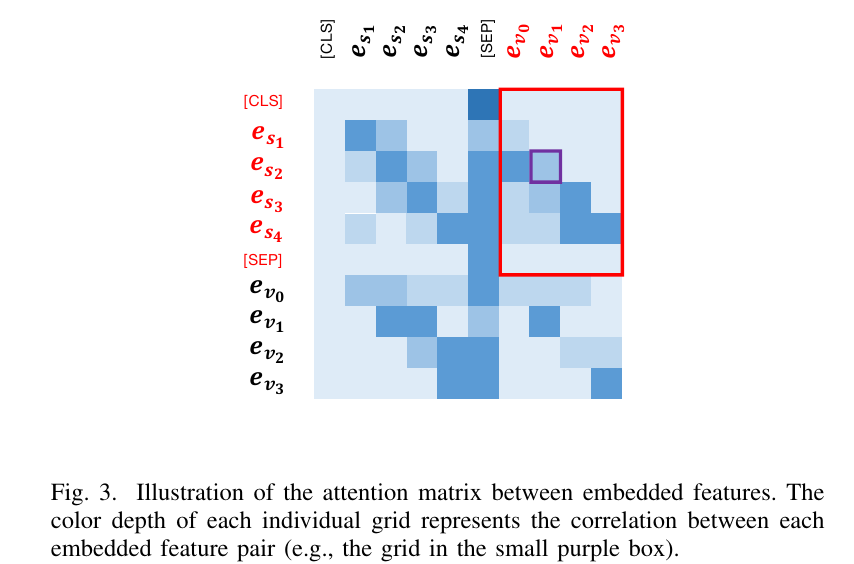 [CLS] e_{s_1} e_{s_2} e_{s_3} e_{s_4} [SEP] e_{v_0} e_{v_1} e_{v_2} e_{v_3}
[CLS]
e_{s_1}
e_{s_2}
e_{s_3}
e_{s_4}
[SEP]
e_{v_0}
e_{v_1}
e_{v_2}
e_{v_3}
Fig. 3. Illustration of the attention matrix between embedded features. The
color depth of each individual grid represents the correlation between each
embedded feature pair (e.g., the grid in the small purple box).